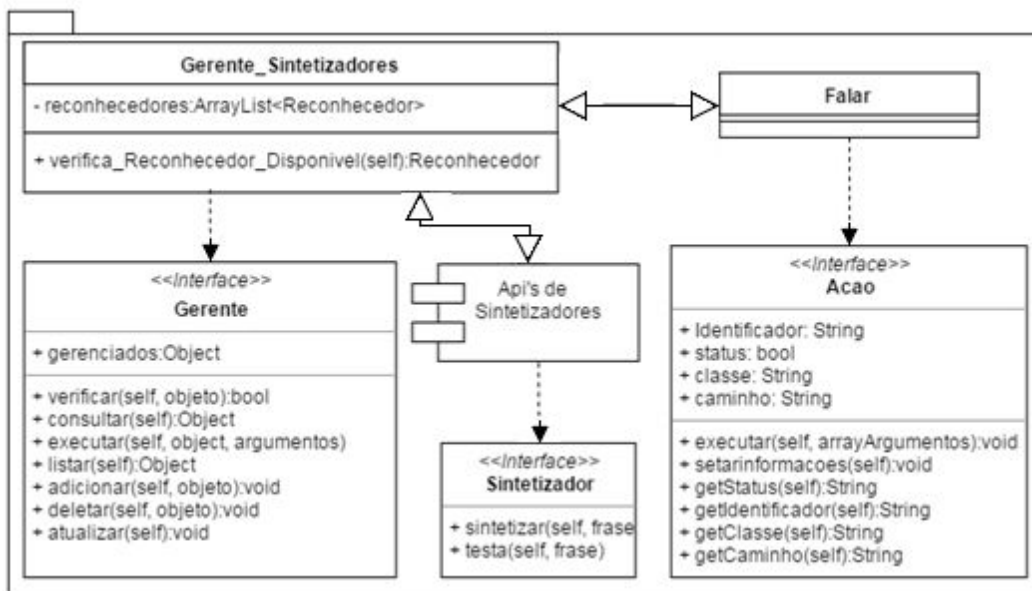 Gerente_Sintetizadores
- reconhecedores:ArrayList<Reconhecedor>
+ verifica_Reconhecedor_Disponivel(self):Reconhecedor
Falar
<<Interface>>
Gerente
+ gerenciados:Object
+ verificar(self, objeto):bool
+ consultar(self):Object
+ executar(self, object, argumentos)
+ listar(self):Object
+ adicionar(self, objeto):void
+ deletar(self, objeto):void
+ atualizar(self):void
Api's de
Sintetizadores
<<Interface>>
Sintetizador
+ sintetizar(self, frase
+ testa(self, frase)
<<Interface>>
Acao
+ Identificador: String
+ status: bool
+ classe: String
+ caminho: String
+ executar(self, arrayArgumentos):void
+ setarinformacoes(self):void
+ getStatus(self):String
+ getIdentificador(self):String
+ getClasse(self):String
+ getCaminho(self):String